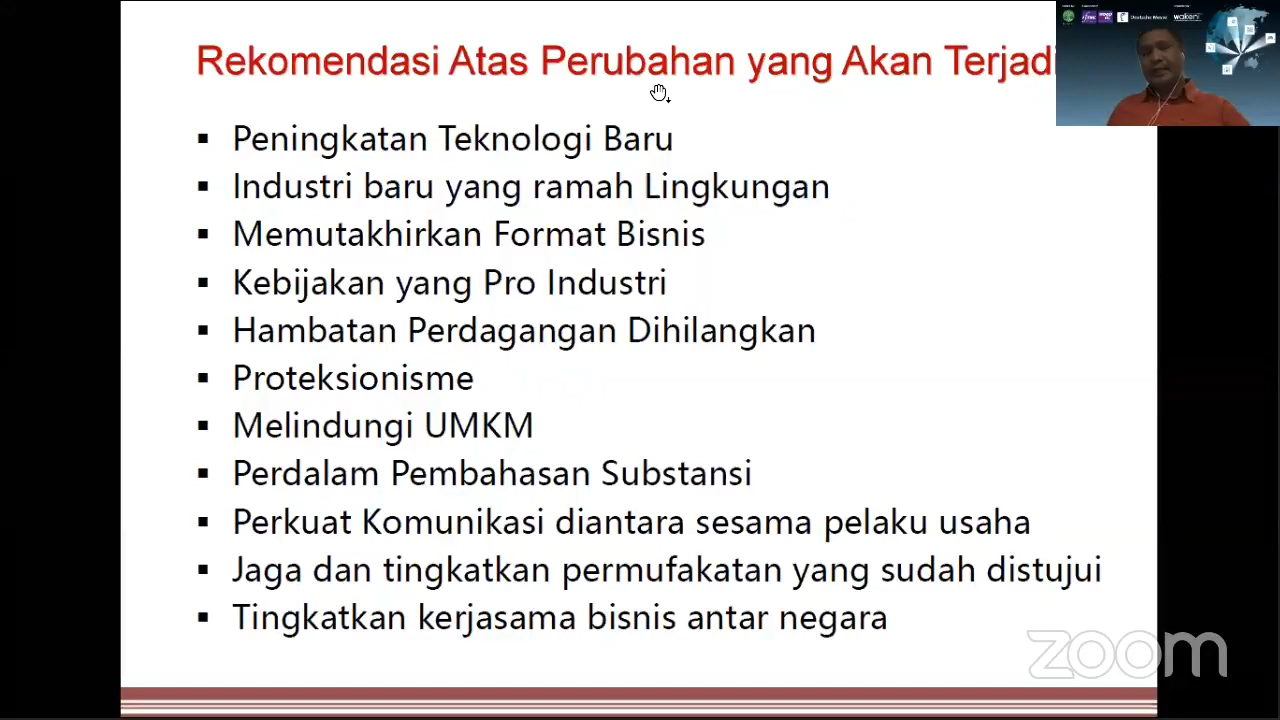 Rekomendasi Atas Perubahan yang Akan Terjadi
▪ Peningkatan Teknologi Baru
▪ Industri baru yang ramah Lingkungan
▪ Memutakhirkan Format Bisnis
▪ Kebijakan yang Pro Industri
▪ Hambatan Perdagangan Dihilangkan
▪ Proteksionisme
▪ Melindungi UMKM
▪ Perdalam Pembahasan Substansi
▪ Perkuat Komunikasi diantara sesama pelaku usaha
▪ Jaga dan tingkatkan permufakatan yang sudah distujui
▪ Tingkatkan kerjasama bisnis antar negara
zoom